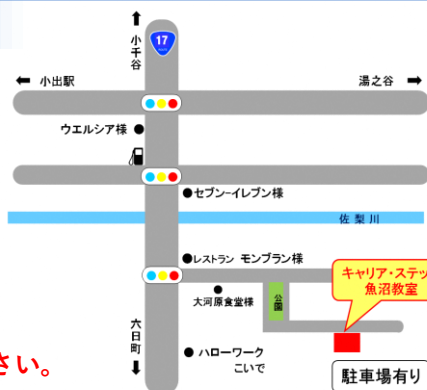 小千谷
17
小出駅
湯之谷
ウエルシア様
セブン-イレブン様
佐梨川
レストラン モンブラン様
キャリア・ステッ
魚沼教室
大河原食堂様
公園
六日町
ハローワーク
こいで
さい。
駐車場有り